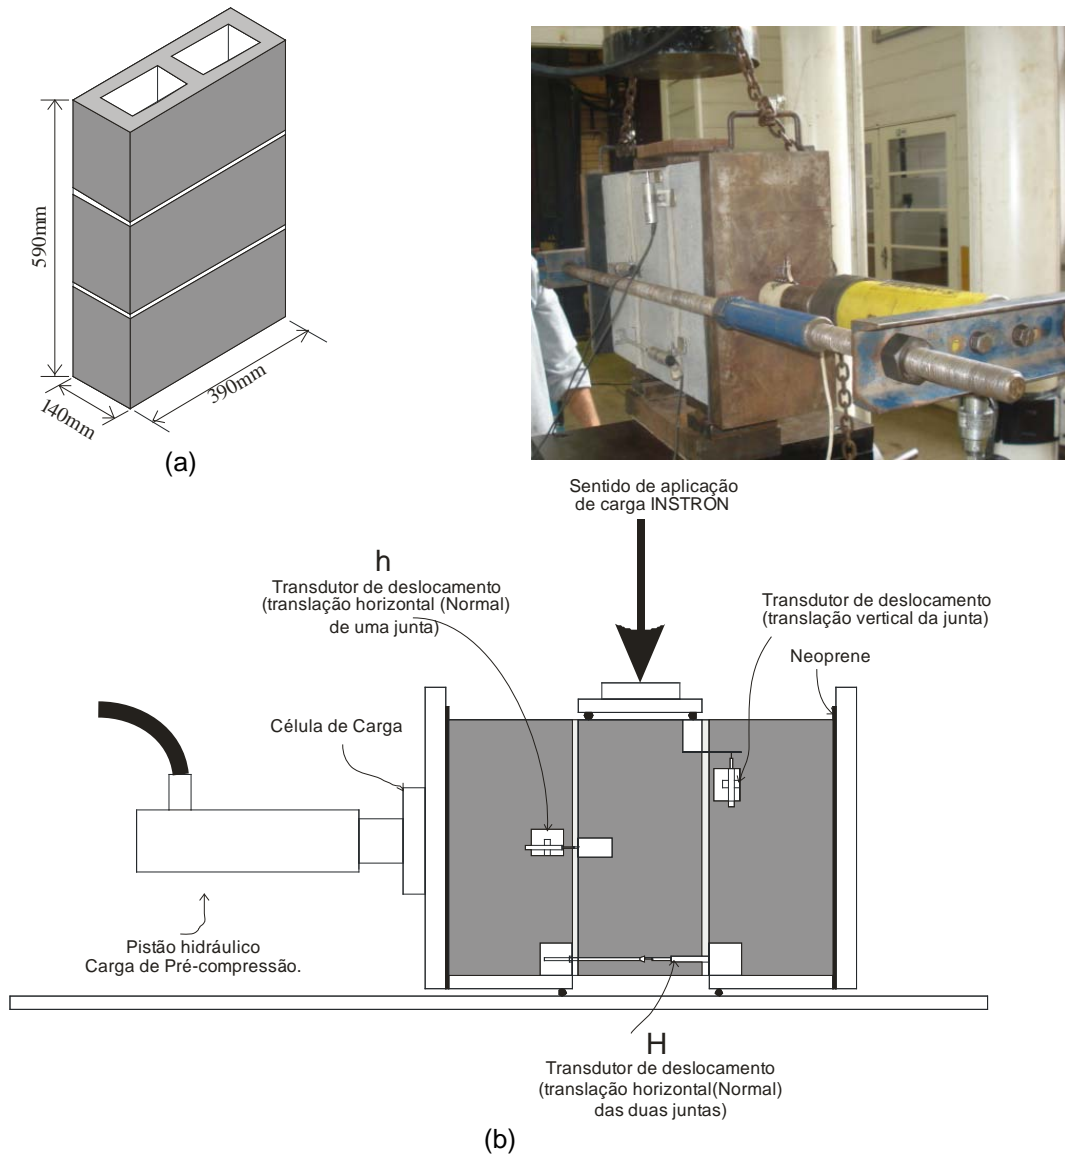 590mm
140mm
390mm
(a)
Sentido de aplicação
de carga INSTRON
h
Transdutor de deslocamento
(translação horizontal (Normal)
de uma junta)
Transdutor de deslocamento
(translação vertical da junta)
Neoprene
Célula de Carga
Pistão hidráulico
Carga de Pré-compressão.
H
Transdutor de deslocamento
(translação horizontal(Normal)
das duas juntas)
(b)